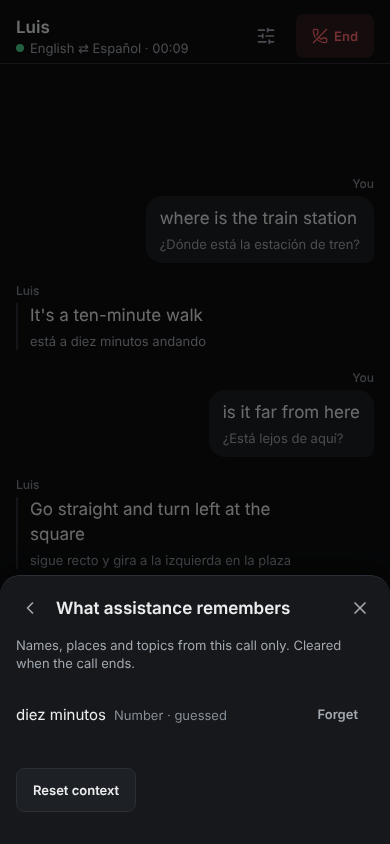 Luis
English ⇄ Español · 00:09
End
You
where is the train station
¿Dónde está la estación de tren?
Luis
It's a ten-minute walk
está a diez minutos andando
You
is it far from here
¿Está lejos de aquí?
Luis
Go straight and turn left at the
square
sigue recto y gira a la izquierda en la plaza
What assistance remembers
Names, places and topics from this call only. Cleared
when the call ends.
diez minutos Number · guessed Forget
Reset context